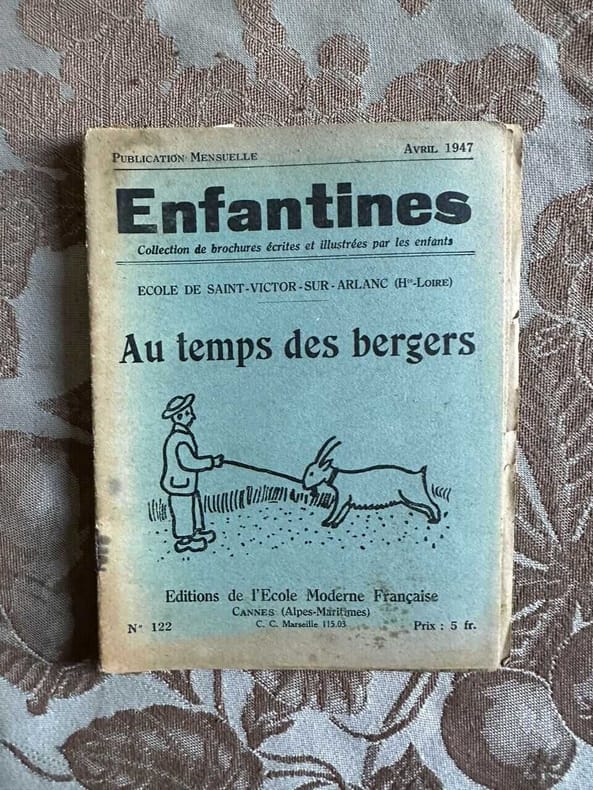 PUBLICATION MENSUELLE AVRIL 1947
Enfantines
Collection de brochures écrites et illustrées par les enfants
ECOLE DE SAINT-VICTOR-SUR-ARLANC (Hte-LOIRE)
Au temps des bergers
Editions de l'Ecole Moderne Française
CANNES (Alpes-Maritimes)
N° 122 C. C. Marseille 115.03 Prix : 5 fr.